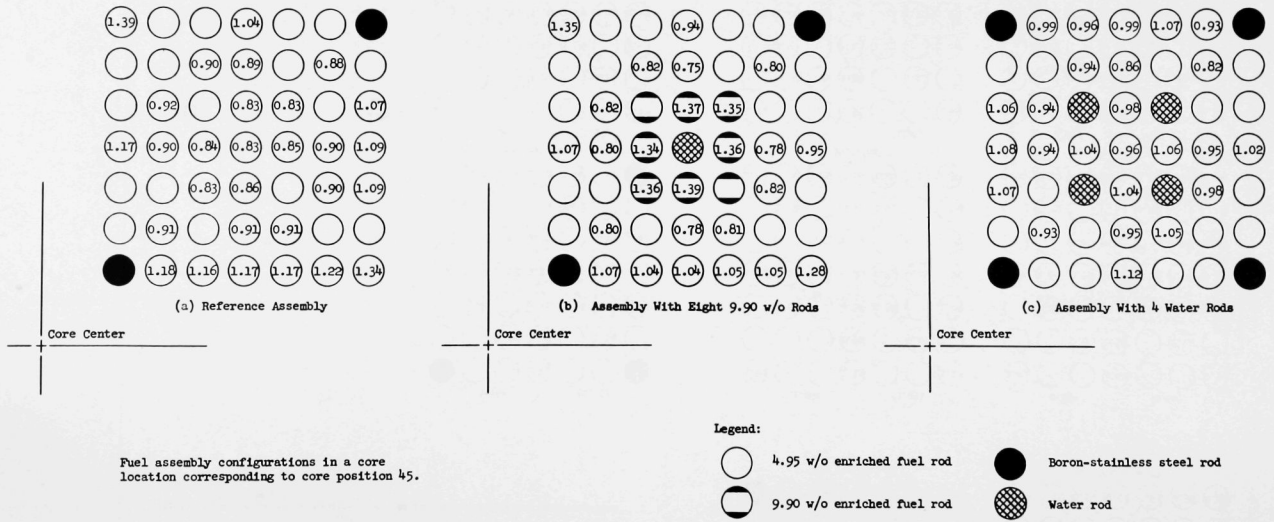 1.39 1.04
0.90 0.89 0.88
0.92 0.83 0.83 1.07
1.17 0.90 0.84 0.83 0.85 0.90 1.09
0.83 0.86 0.90 1.09
0.91 0.91 0.91
1.18 1.16 1.17 1.17 1.22 1.34
(a) Reference Assembly
Core Center
1.35 0.94
0.82 0.75 0.80
0.82 1.37 1.35
1.07 0.80 1.34 1.36 0.78 0.95
1.36 1.39 0.82
0.80 0.78 0.81
1.07 1.04 1.04 1.05 1.05 1.28
(b) Assembly With Eight 9.90 w/o Rods
Core Center
0.99 0.96 0.99 1.07 0.93
0.94 0.86 0.82
1.06 0.94 0.98
1.08 0.94 1.04 0.96 1.06 0.95 1.02
1.07 1.04 0.98
0.93 0.95 1.05
1.12
(c) Assembly With 4 Water Rods
Core Center
Fuel assembly configurations in a core
location corresponding to core position 45.
Legend:
4.95 w/o enriched fuel rod
Boron-stainless steel rod
9.90 w/o enriched fuel rod
Water rod